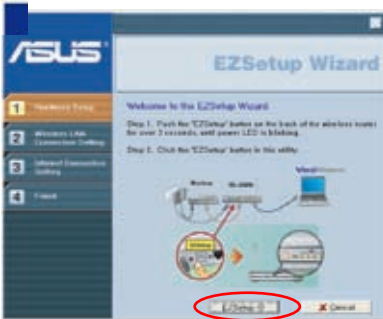 /SUS
EZSetup Wizard
1 Hardware Setup
2 Wireless LAN
Connection Setting
3 Internet Connection
Setting
4 Finish
Welcome to the EZSetup Wizard
Step 1. Push the "EZSetup" button on the back of the wireless router
for over 3 seconds, until power LED is blinking.
Step 2. Click the "EZSetup" button in this utility.
Modem
EZSetup
Cancel